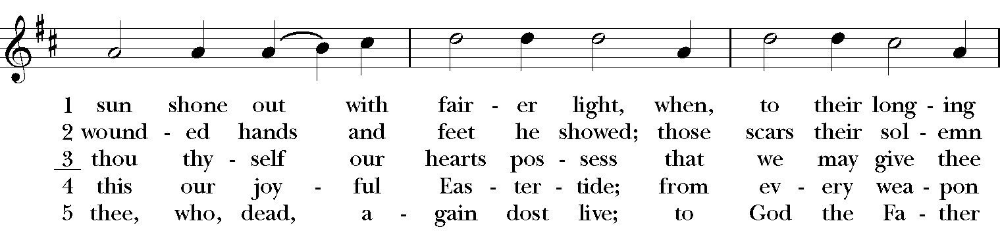 1 sun shone out with fair - er light, when, to their long - ing
2 wound - ed hands and feet he showed; those scars their sol - emn
3 thou thy - self our hearts pos - sess that we may give thee
4 this our joy - ful Eas - ter - tide; from ev - ery wea - pon
5 thee, who, dead, a - gain dost live; to God the Fa - ther